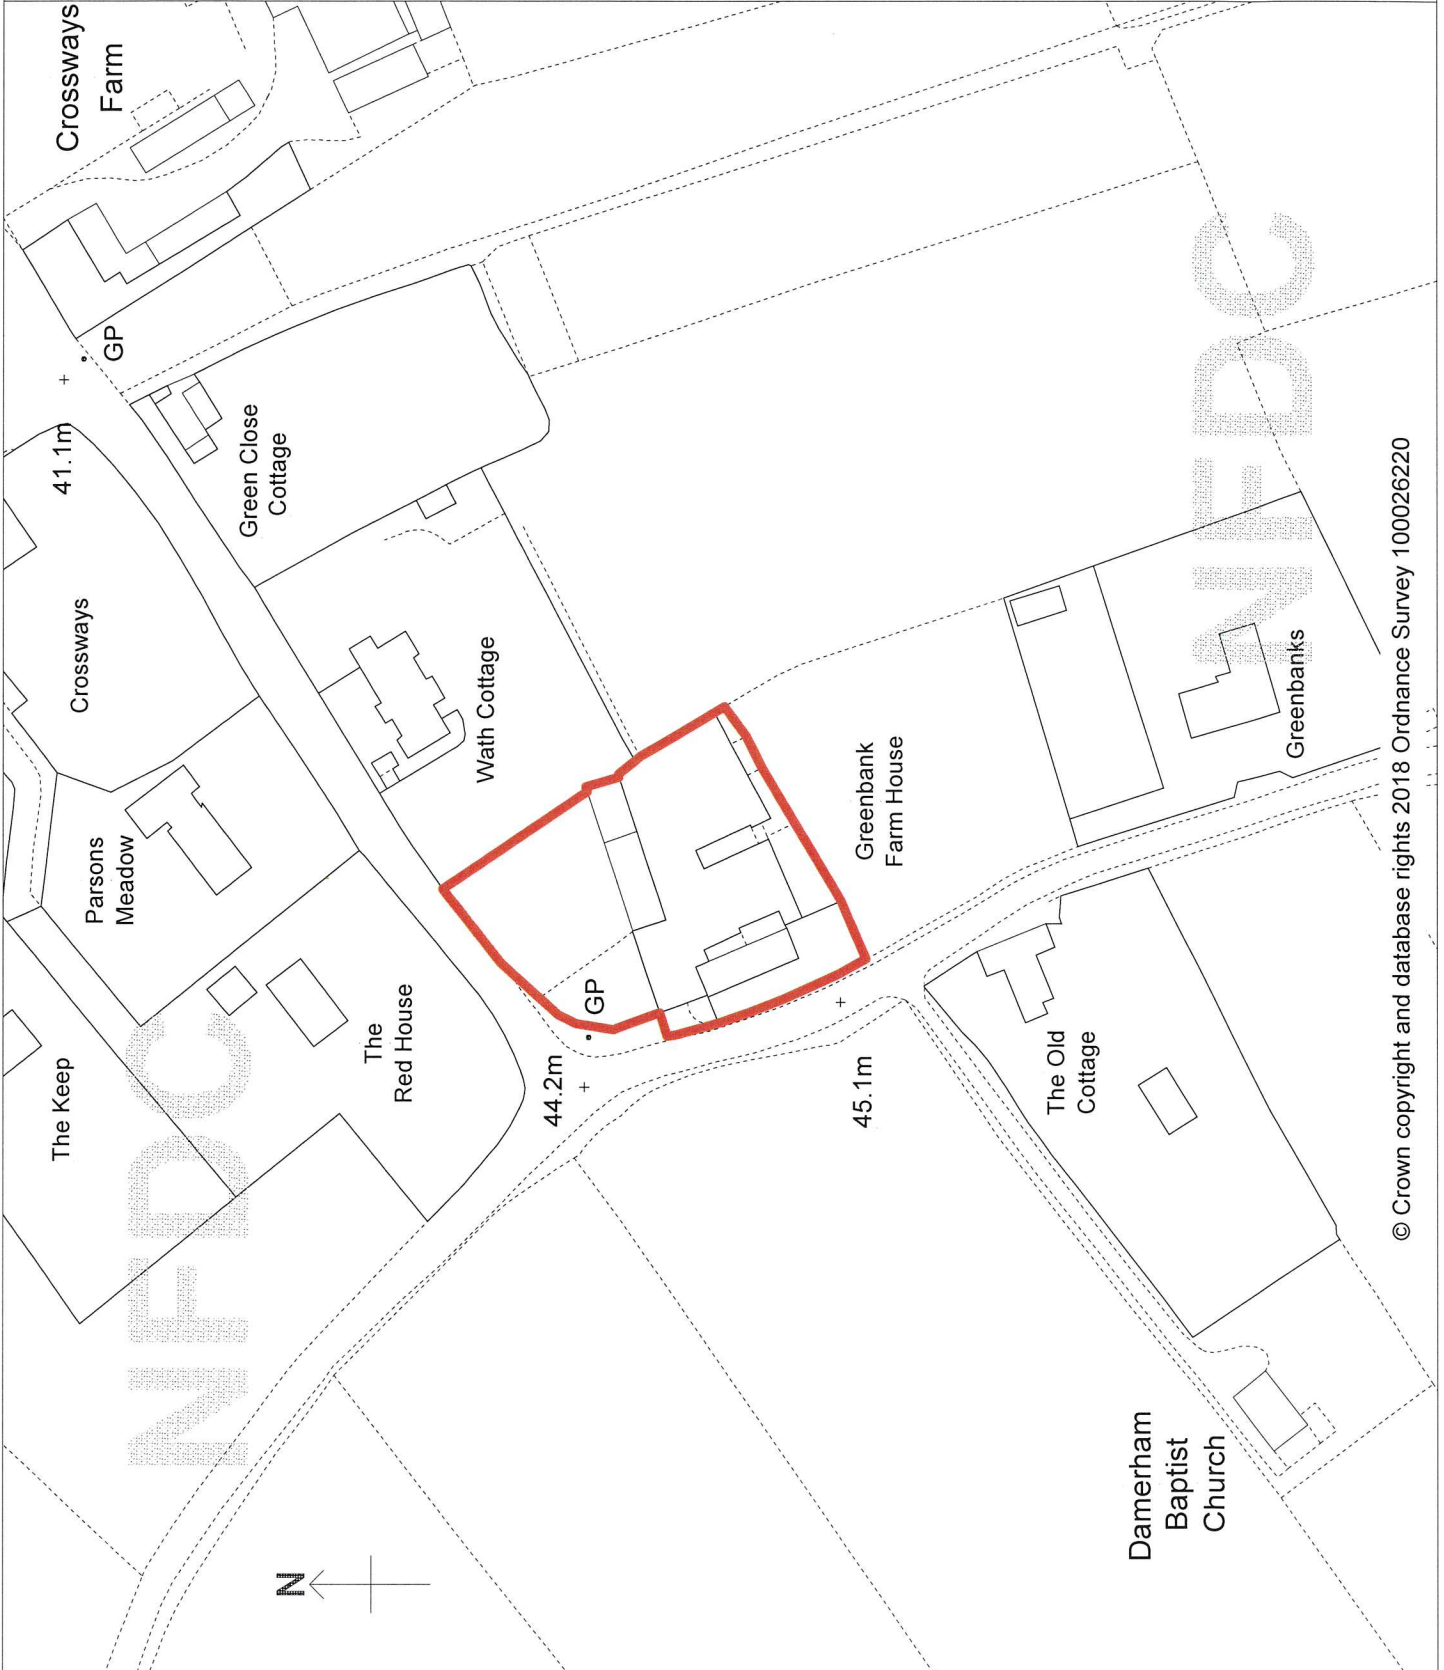 Crossways
Farm
GP
41.1m
Green Close
Cottage
Crossways
Wath Cottage
Parsons
Meadow
The
Red House
The Keep
NFDC
GP
44.2m
45.1m
Greenbank
Farm House
Greenbanks
NFDC
The Old
Cottage
Damerham
Baptist
Church
N
© Crown copyright and database rights 2018 Ordnance Survey 100026220